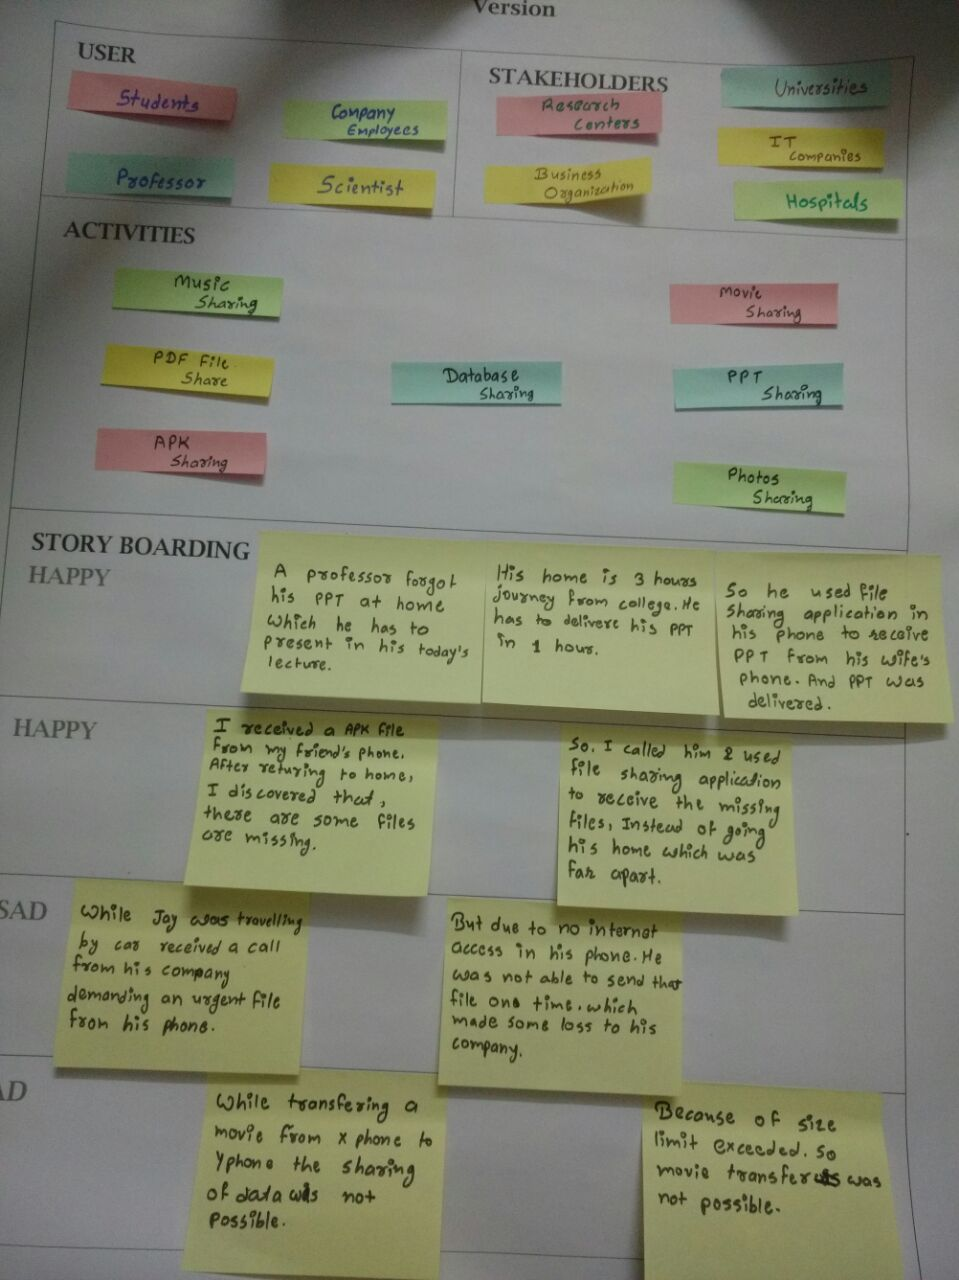 Version
USER
Students
Company
Employees
Professor
Scientist
STAKEHOLDERS
Research
Centers
Universities
IT
Companies
Business
Organization
Hospitals
ACTIVITIES
Music
Sharing
Movie
Sharing
PDF File
Share
Database
Sharing
PPT
Sharing
APK
Sharing
Photos
Sharing
STORY BOARDING
HAPPY
A professor forgot
his PPT at home
which he has to
present in his today's
lecture.
His home is 3 hours
journey from college. He
has to delivere his PPT
in 1 hour.
So he used file
sharing application in
his phone to receive
PPT from his wife's
phone. And PPT was
delivered.
HAPPY
I received a APK file
from my friend's phone.
After returing to home,
I discovered that,
there are some files
are missing.
So. I called him & used
file sharing application
to receive the missing
files, Instead of going
his home which was
far apart.
SAD
While Joy was travelling
by car received a call
from his company
demanding an urgent file
from his phone.
But due to no internet
access in his phone. He
was not able to send that
file one time. which
made some loss to his
company.
AD
While transfering a
movie from X phone to
Y phone the sharing
of data was not
possible.
Because of size
limit exceeded. so
movie transfer was
not possible.